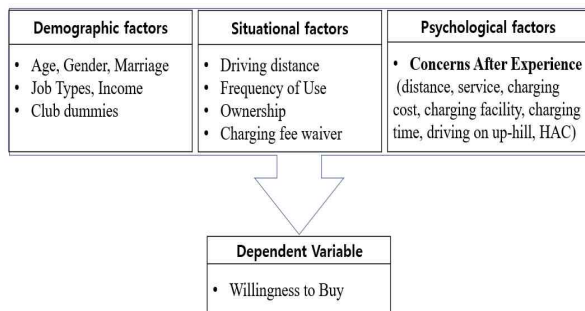 Demographic factors
• Age, Gender, Marriage
• Job Types, Income
• Club dummies
Situational factors
• Driving distance
• Frequency of Use
• Ownership
• Charging fee waiver
Psychological factors
• Concerns After Experience
(distance, service, charging
cost, charging facility, charging
time, driving on up-hill, HAC)
Dependent Variable
• Willingness to Buy